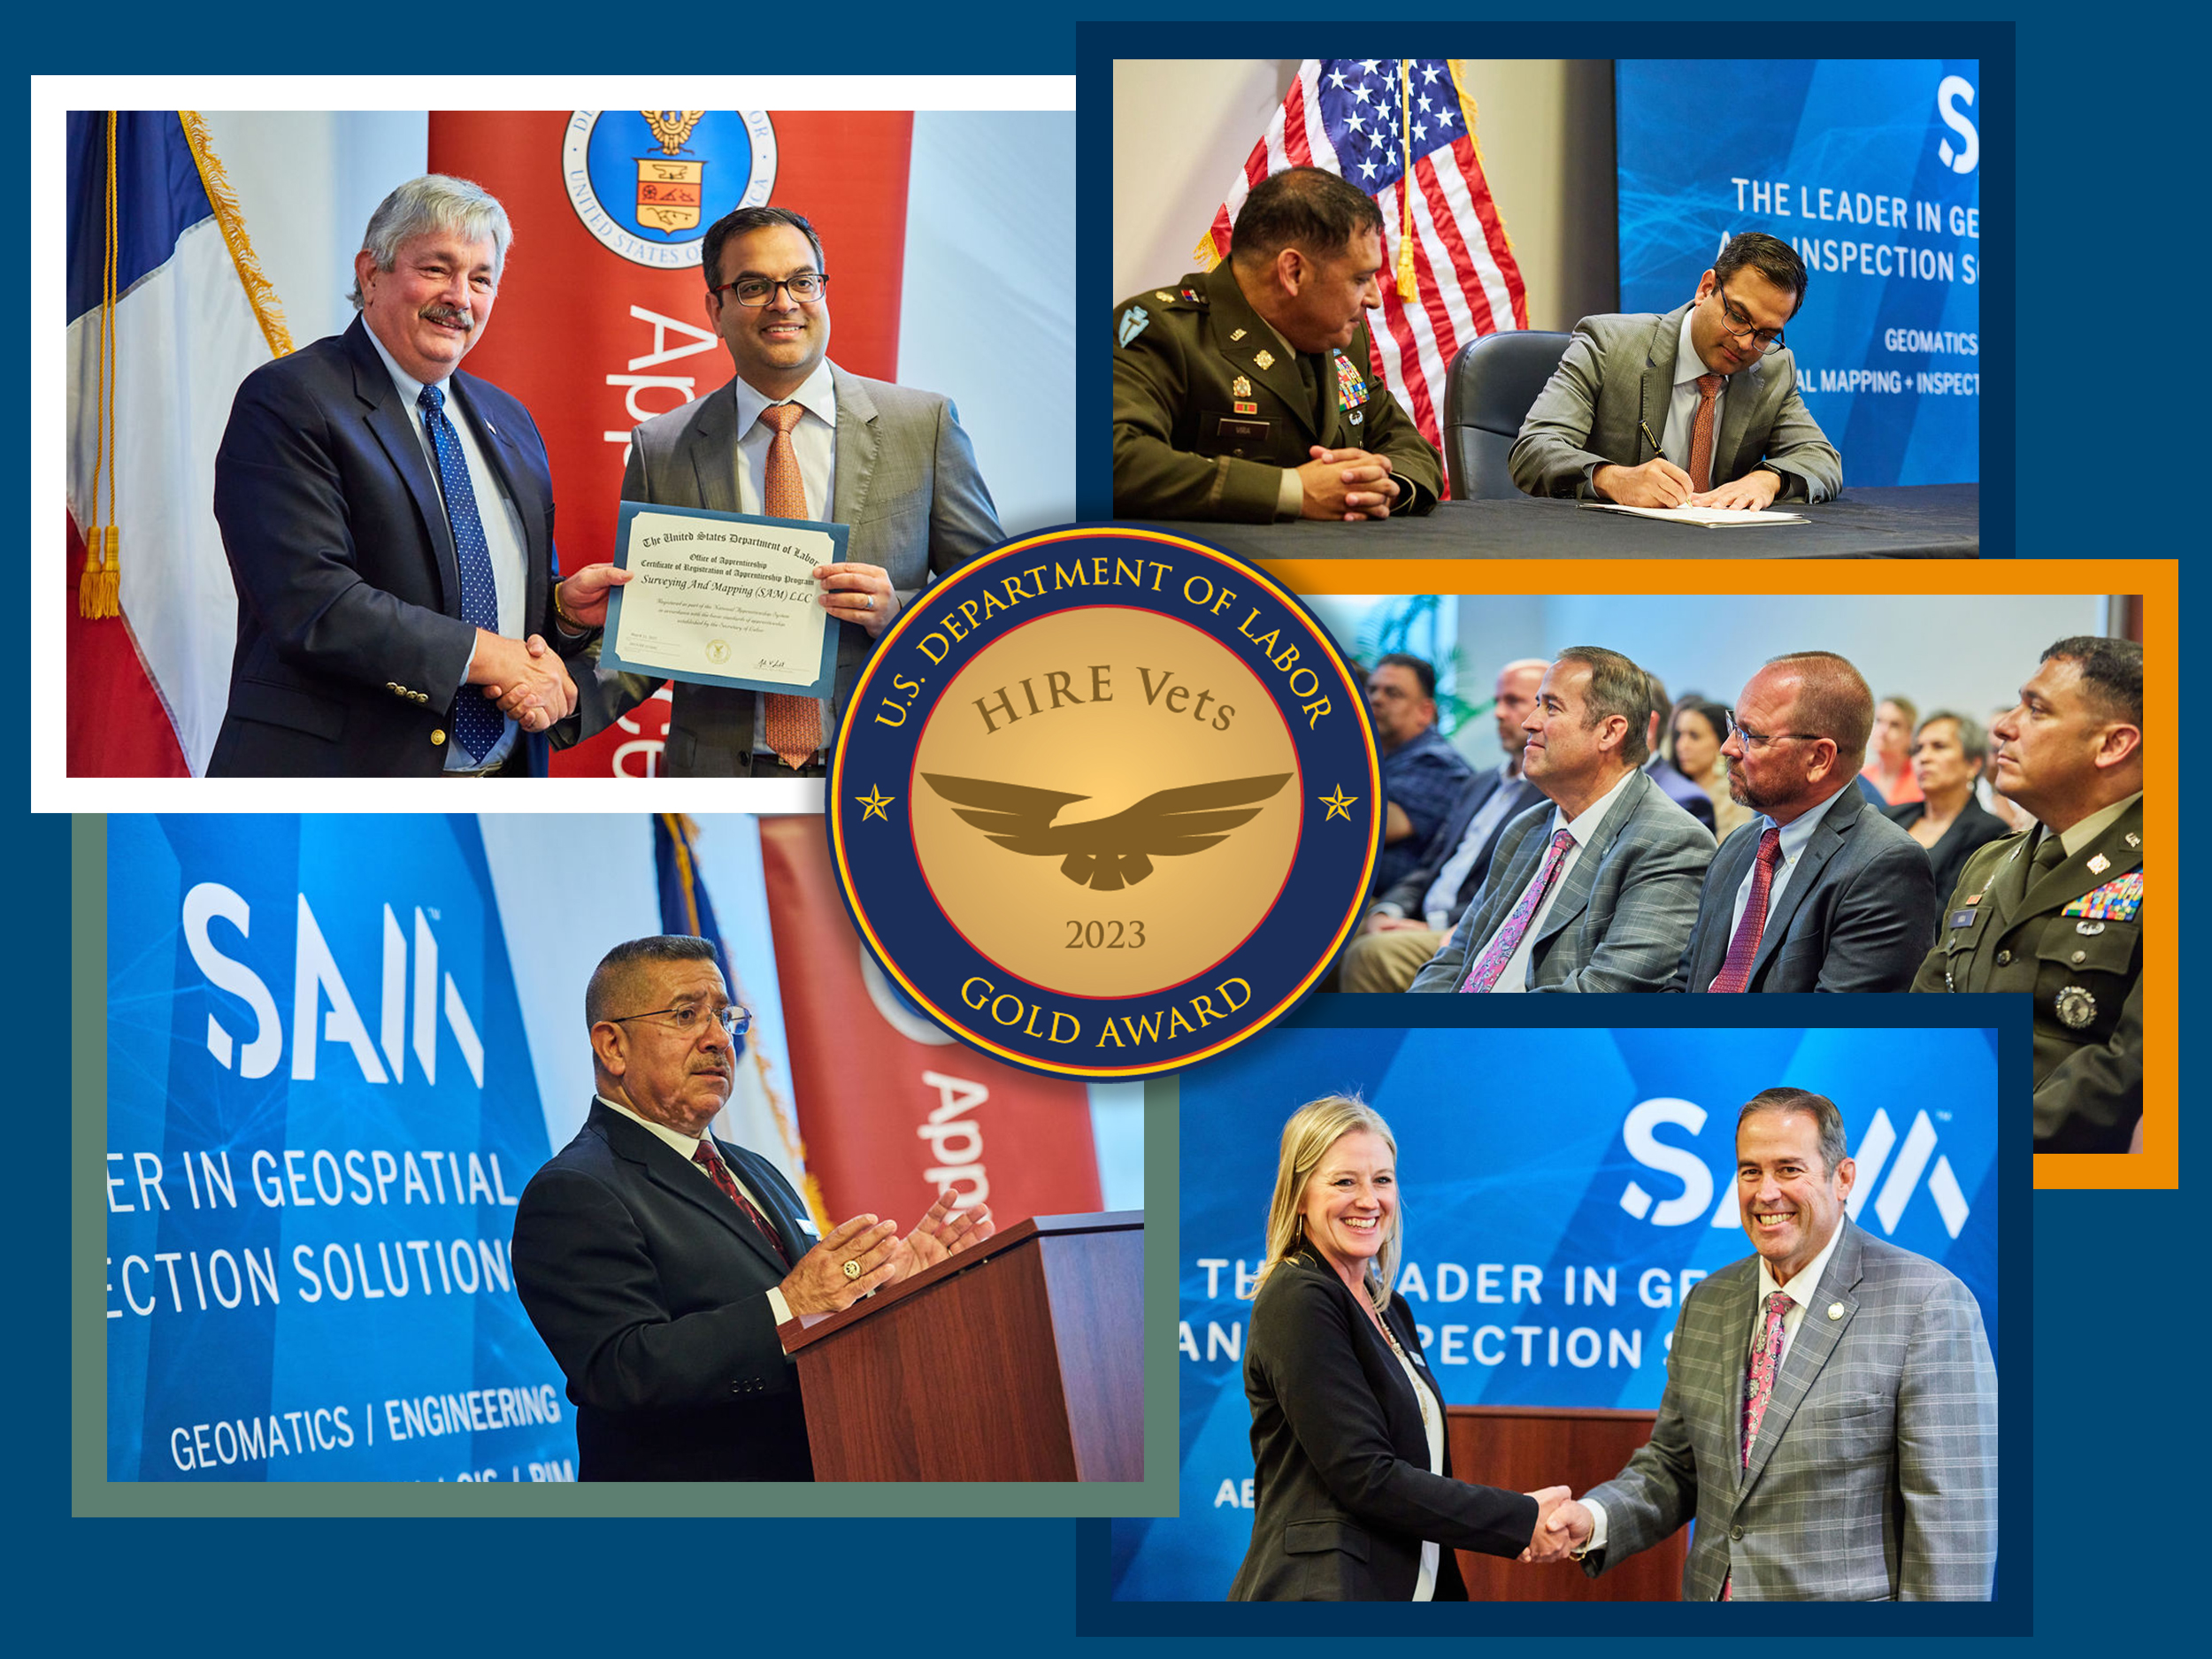 UNITED STATES O
App
The United States Department of Labor
Office of Apprenticeship
Certificate of Registration of Apprenticeship Program
Surveying And Mapping (SAM) LLC
Registered as part of the National Apprenticeship System
in accordance with the basic standards of apprenticeship
established by the Secretary of Labor
S
THE LEADER IN GE
INSPECTION S
GEOMATICS
AL MAPPING + INSPECT
U.S. DEPARTMENT OF LABOR
HIRE Vets
2023
GOLD AWARD
SAM
ER IN GEOSPATIAL
ECTION SOLUTION
GEOMATICS / ENGINEERING
GIS / BIM
App
SAM
ADER IN GE
AN PECTION
AE